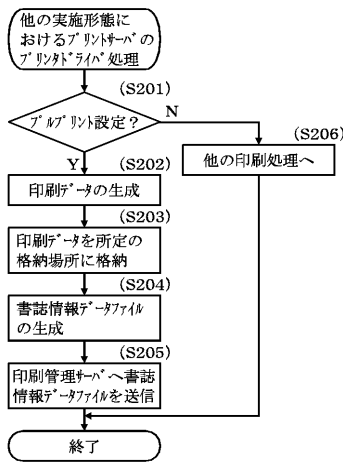 他の実施形態に
おけるﾌﾟﾘﾝﾄｻｰﾊﾞの
ﾌﾟﾘﾝﾀﾄﾞﾗｲﾊﾞ処理
(S201)
ﾌﾟﾙﾌﾟﾘﾝﾄ設定？
N
(S206)
他の印刷処理へ
Y
(S202)
印刷ﾃﾞｰﾀの生成
(S203)
印刷ﾃﾞｰﾀを所定の
格納場所に格納
(S204)
書誌情報ﾃﾞｰﾀﾌｧｲﾙ
の生成
(S205)
印刷管理ｻｰﾊﾞへ書誌
情報ﾃﾞｰﾀﾌｧｲﾙを送信
終了